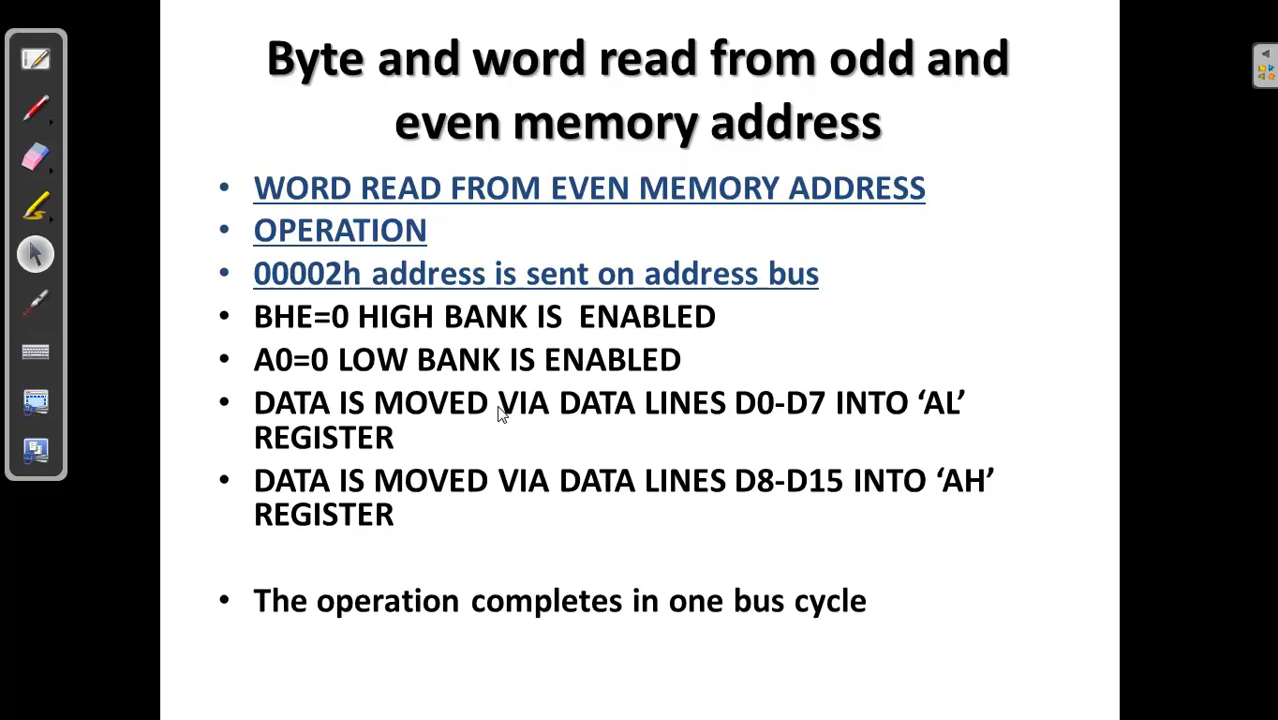 Byte and word read from odd and
even memory address
• WORD READ FROM EVEN MEMORY ADDRESS
• OPERATION
• 00002h address is sent on address bus
• BHE=0 HIGH BANK IS ENABLED
• A0=0 LOW BANK IS ENABLED
• DATA IS MOVED VIA DATA LINES D0-D7 INTO ‘AL’
REGISTER
• DATA IS MOVED VIA DATA LINES D8-D15 INTO ‘AH’
REGISTER
• The operation completes in one bus cycle